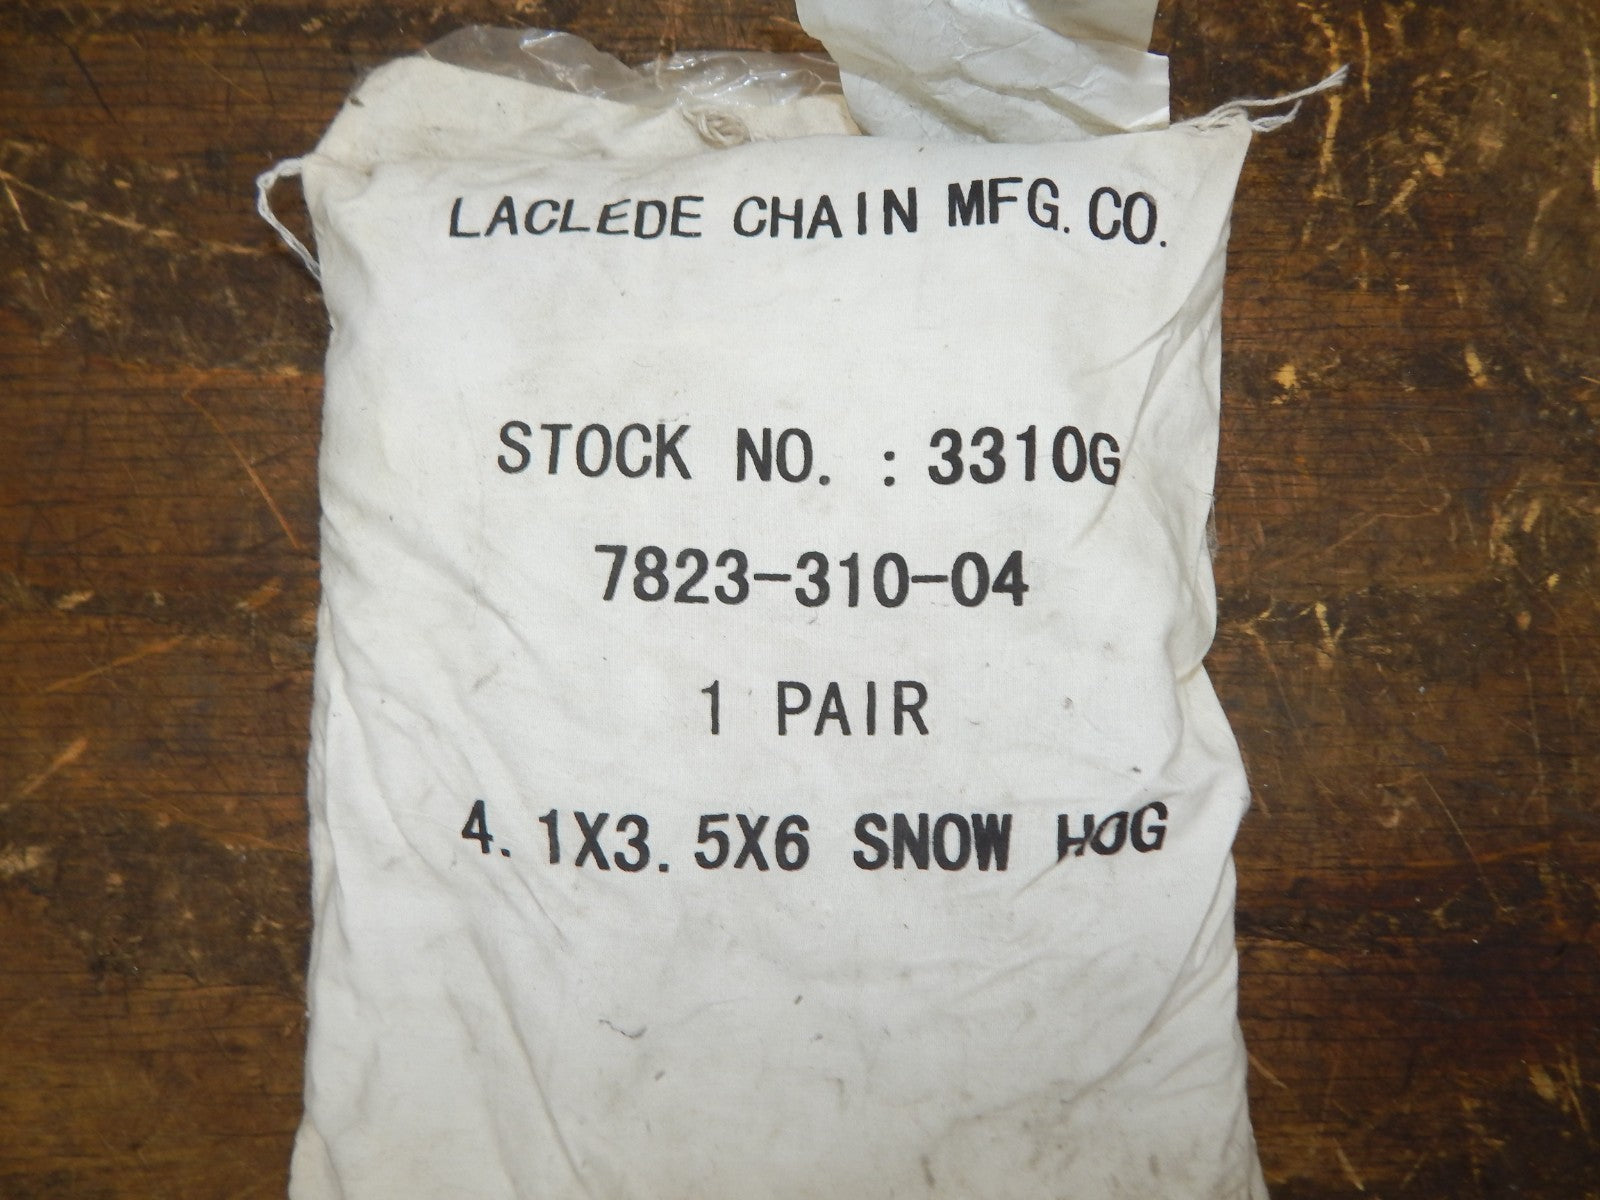 LACLEDE CHAIN MFG. CO.
STOCK NO. : 3310G
7823-310-04
1 PAIR
4.1X3.5X6 SNOW HOG